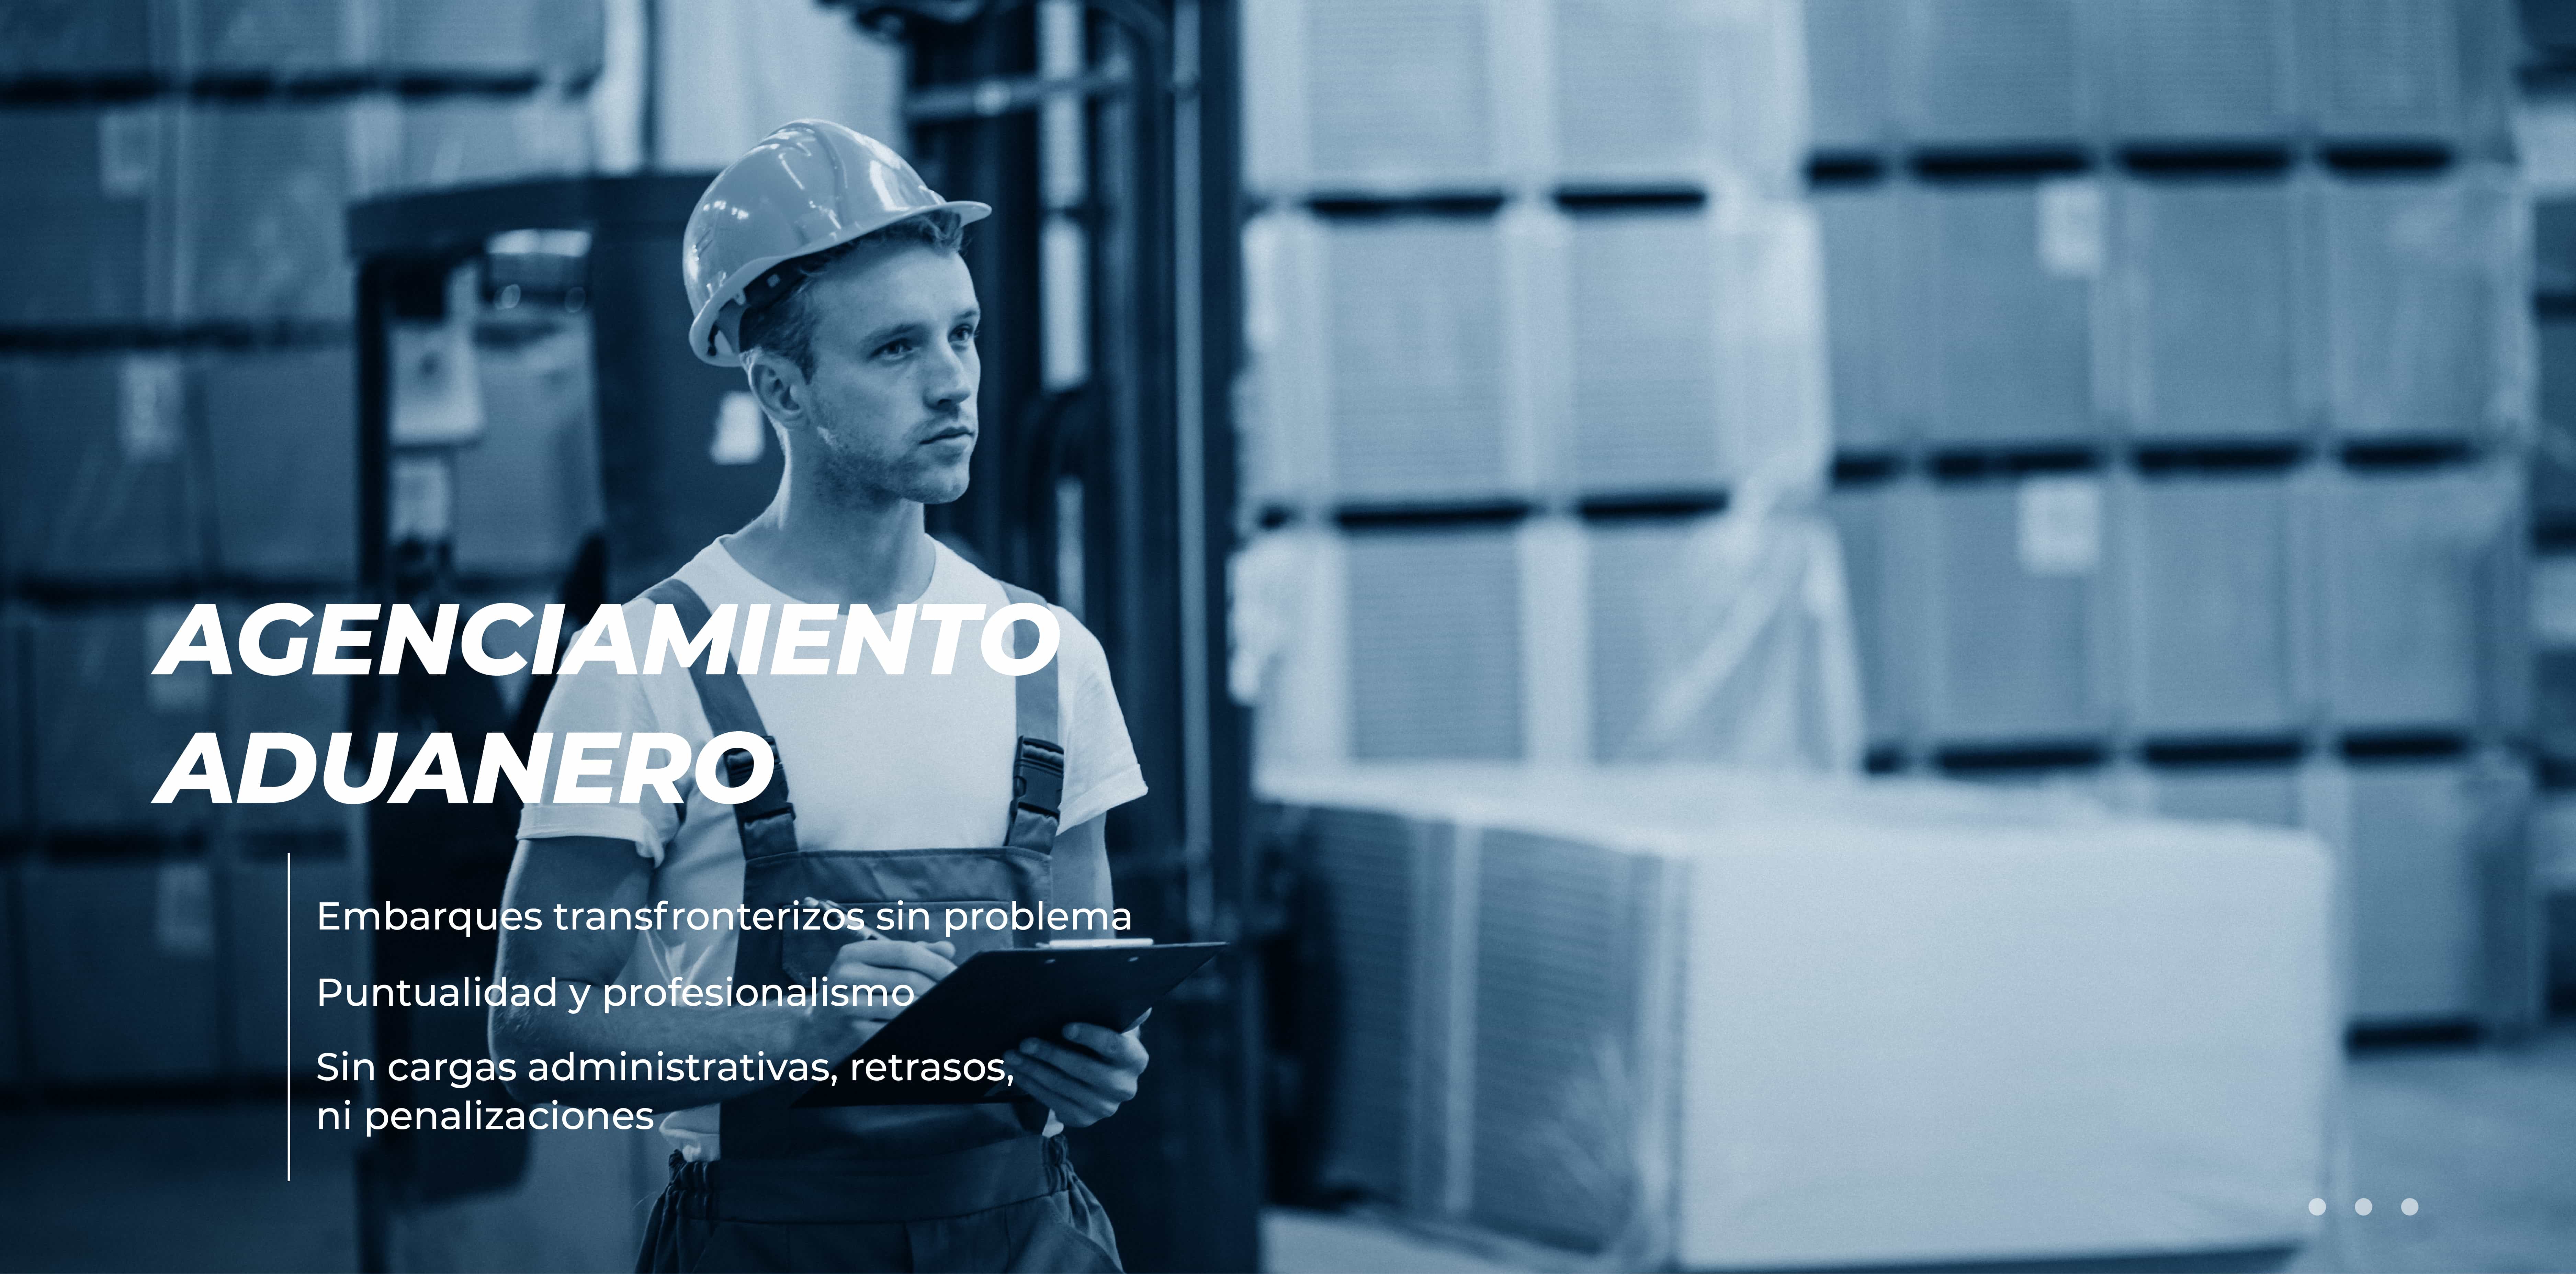 AGENCIAMIENTO
ADUANERO
Embarques transfronterizos sin problema
Puntualidad y profesionalismo
Sin cargas administrativas, retrasos,
ni penalizaciones